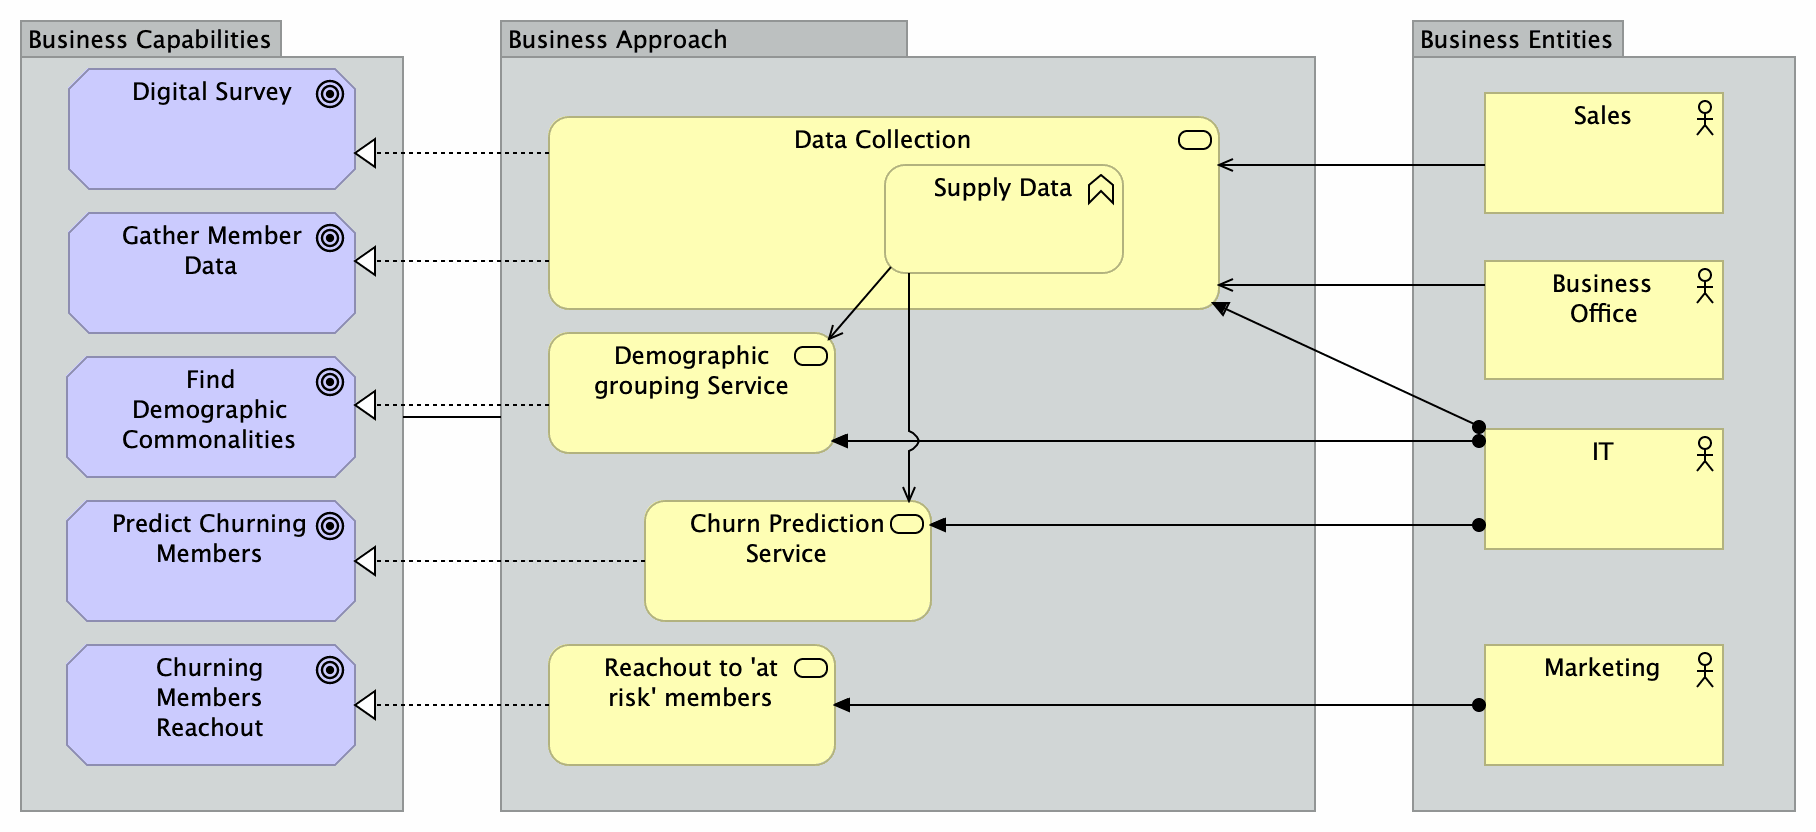 Business Capabilities
Digital Survey
Gather Member
Data
Find
Demographic
Commonalities
Predict Churning
Members
Churning
Members
Reachout
Business Approach
Data Collection
Supply Data
Demographic
grouping Service
Churn Prediction
Service
Reachout to 'at
risk' members
Business Entities
Sales
Business
Office
IT
Marketing